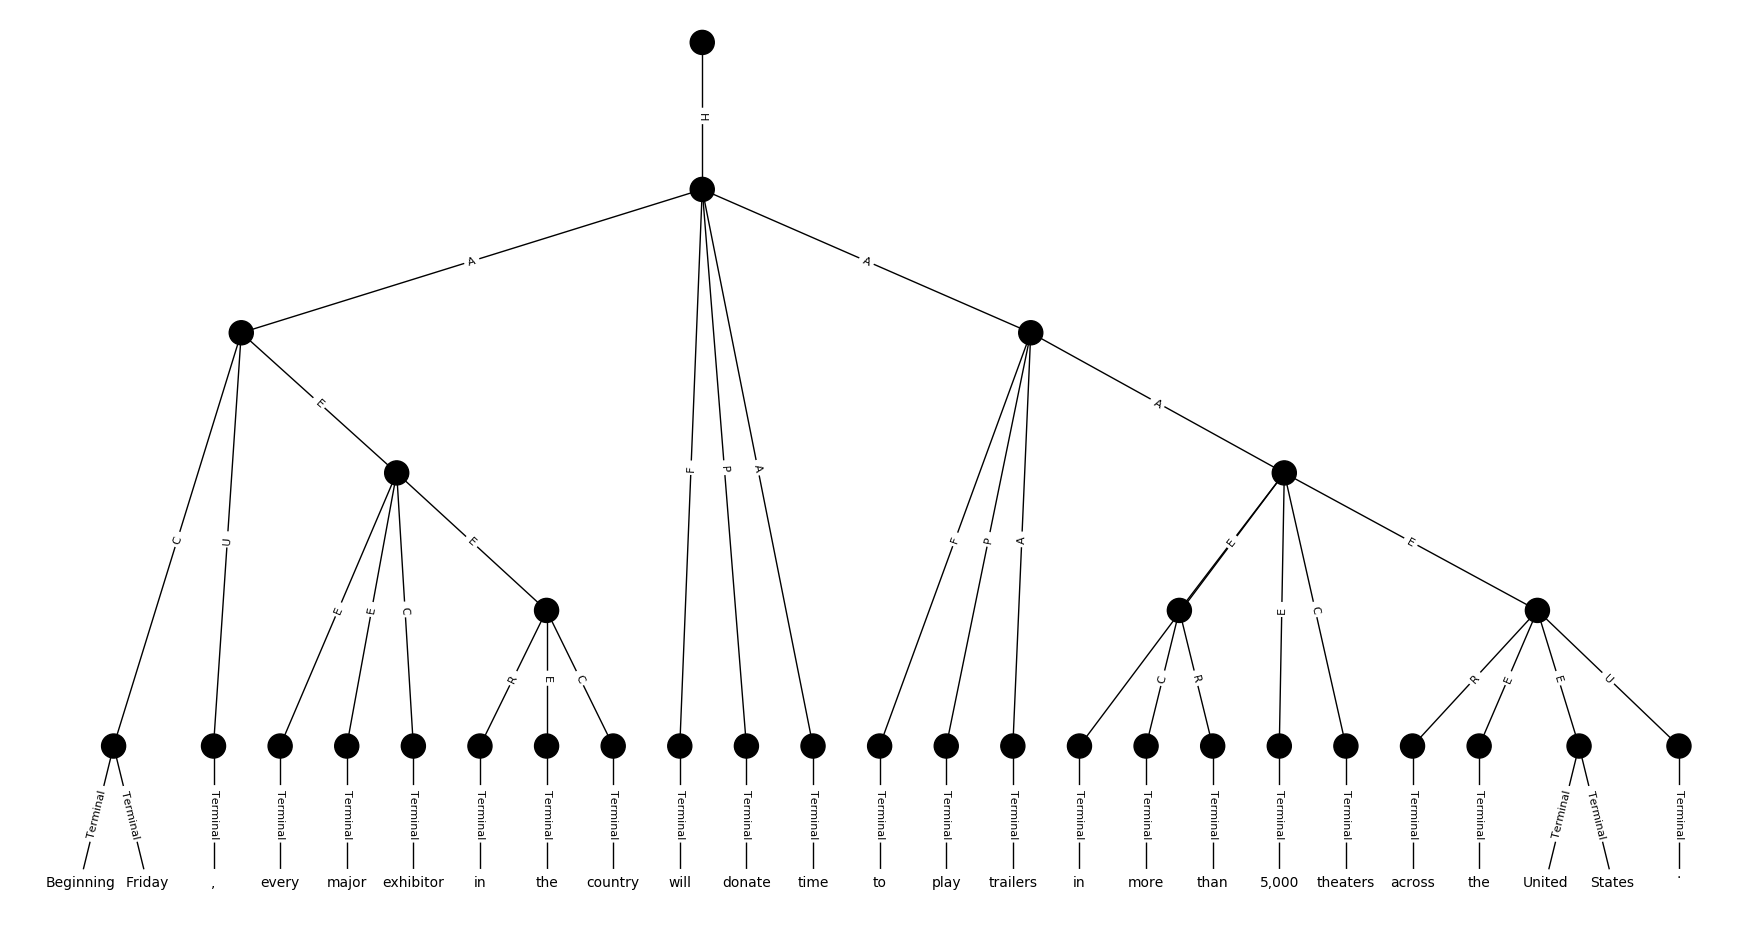 H
A A
E A
F P A
C U E F P A E E
E E C E C
R E C C R R E E U
Terminal Terminal Terminal Terminal Terminal Terminal Terminal Terminal Terminal Terminal Terminal Terminal Terminal Terminal Terminal Terminal Terminal Terminal Terminal Terminal Terminal Terminal Terminal Terminal Terminal
Beginning Friday , every major exhibitor in the country will donate time to play trailers in more than 5,000 theaters across the United States .